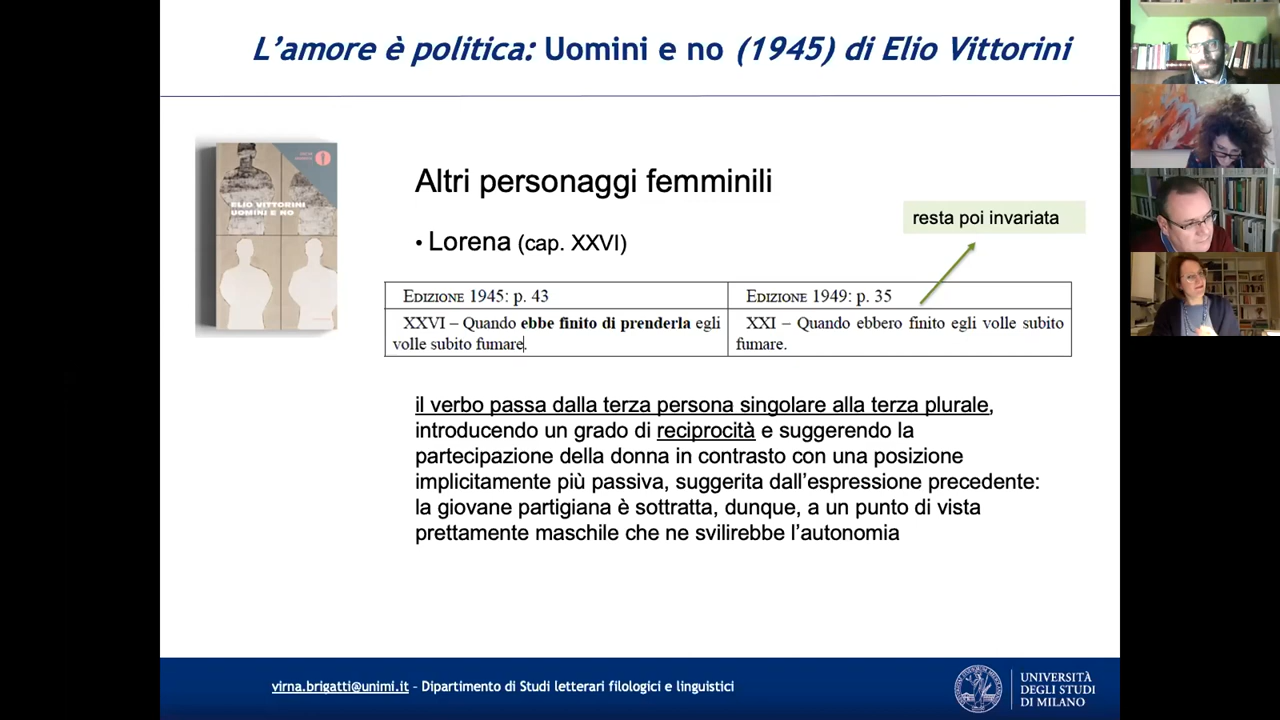 L'amore è politica: Uomini e no (1945) di Elio Vittorini
ELIO VITTORINI
UOMINI E NO
Altri personaggi femminili
resta poi invariata
• Lorena (cap. XXVI)
EDIZIONE 1945: p. 43
XXVI – Quando ebbe finito di prenderla egli
volle subito fumare.
EDIZIONE 1949: p. 35
XXI – Quando ebbero finito egli volle subito
fumare.
il verbo passa dalla terza persona singolare alla terza plurale,
introducendo un grado di reciprocità e suggerendo la
partecipazione della donna in contrasto con una posizione
implicitamente più passiva, suggerita dall'espressione precedente:
la giovane partigiana è sottratta, dunque, a un punto di vista
prettamente maschile che ne svilirebbe l'autonomia
virna.brigatti@unimi.it – Dipartimento di Studi letterari filologici e linguistici
UNIVERSITÀ
DEGLI STUDI
DI MILANO